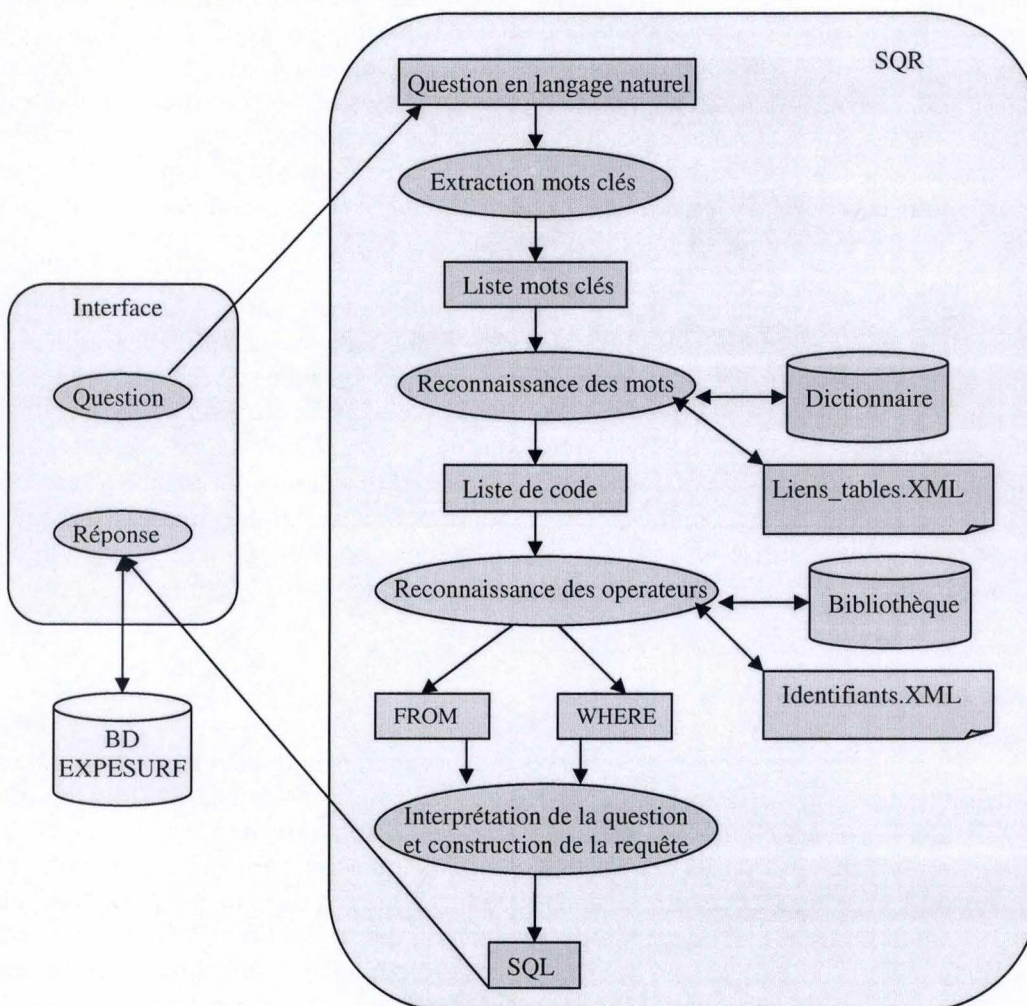 SQR
Question en langage naturel
Extraction mots clés
Liste mots clés
Interface
Question
Reconnaissance des mots
Dictionnaire
Liste de code
Liens_tables.XML
Réponse
Reconnaissance des operateurs
Bibliothèque
FROM
WHERE
Identifiants.XML
BD
EXPESURF
Interprétation de la question
et construction de la requête
SQL